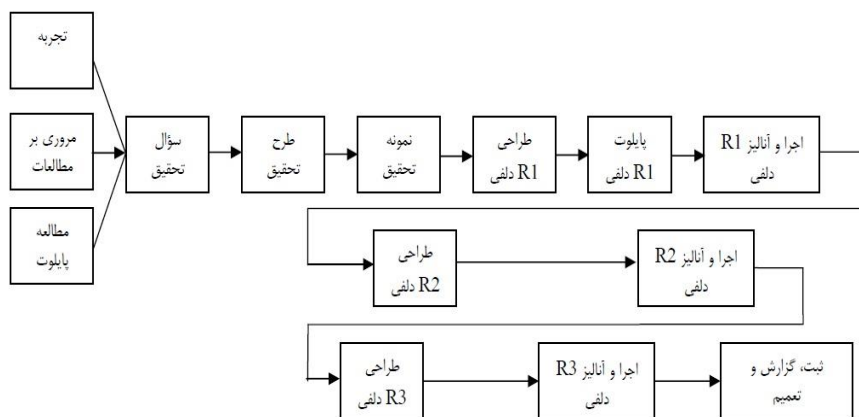 تجربه
مروری بر
مطالعات
مطالعه
پایلوت
سؤال
تحقیق
طرح
تحقیق
نمونه
تحقیق
طراحی
R1 دلفی
پایلوت
R1 دلفی
اجرا و آنالیز R1
دلفی
طراحی
R2 دلفی
اجرا و آنالیز R2
دلفی
طراحی
R3 دلفی
اجرا و آنالیز R3
دلفی
ثبت، گزارش و
تعمیم